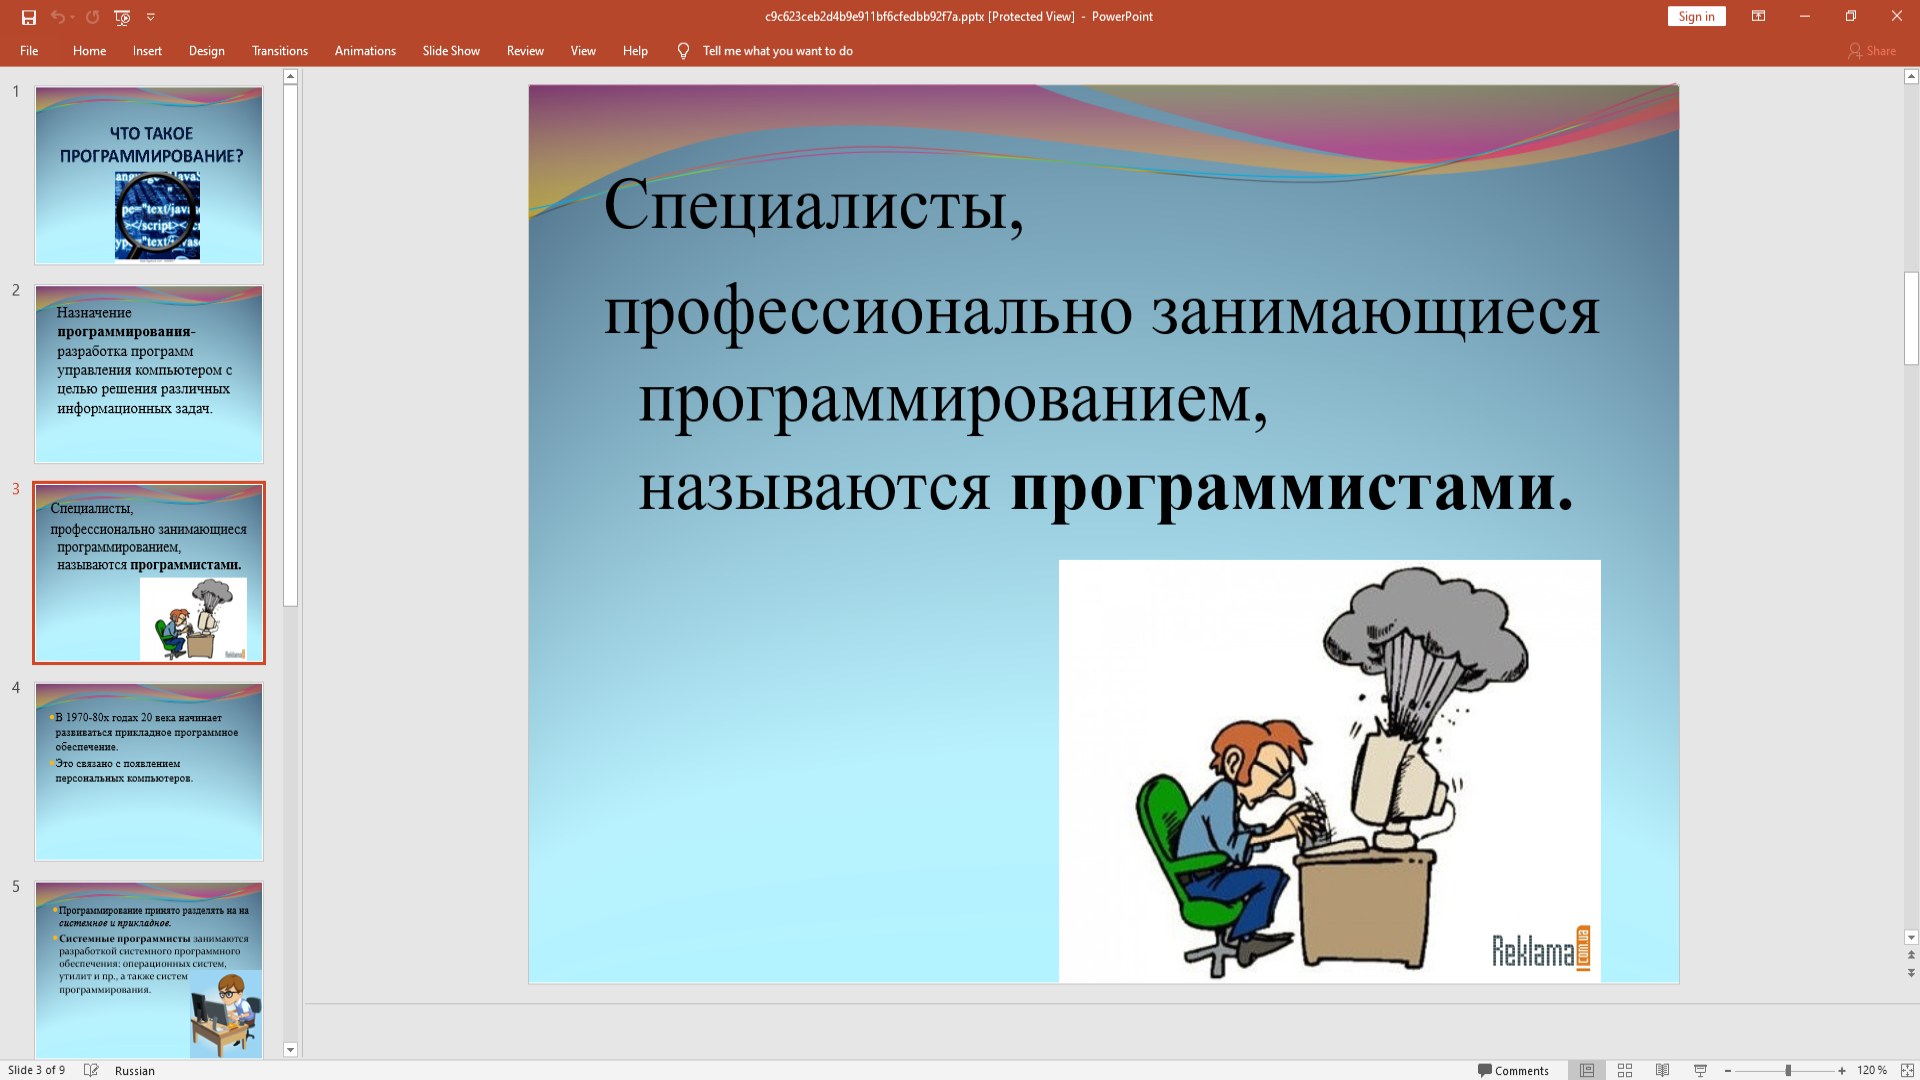 c9c623ceb2d4b9e911bf6cfedbb92f7a.pptx [Protected View] - PowerPoint
Sign in
File Home Insert Design Transitions Animations Slide Show Review View Help Tell me what you want to do Share
1
ЧТО ТАКОЕ
ПРОГРАММИРОВАНИЕ?
2
Назначение
программирования-
разработка программ
управления компьютером с
целью решения различных
информационных задач.
3
Специалисты,
профессионально занимающиеся
программированием,
называются программистами.
Reklama
4
В 1970-80х годах 20 века начинает
развиваться прикладное программное
обеспечение.
Это связано с появлением
персональных компьютеров.
5
Программирование принято разделять на на
системное и прикладное.
Системные программисты занимаются
разработкой системного программного
обеспечения: операционных систем,
утилит и пр., а также систем
программирования.
Специалисты,
профессионально занимающиеся
программированием,
называются программистами.
Reklama.com.ua
Slide 3 of 9 Russian Comments 120 %